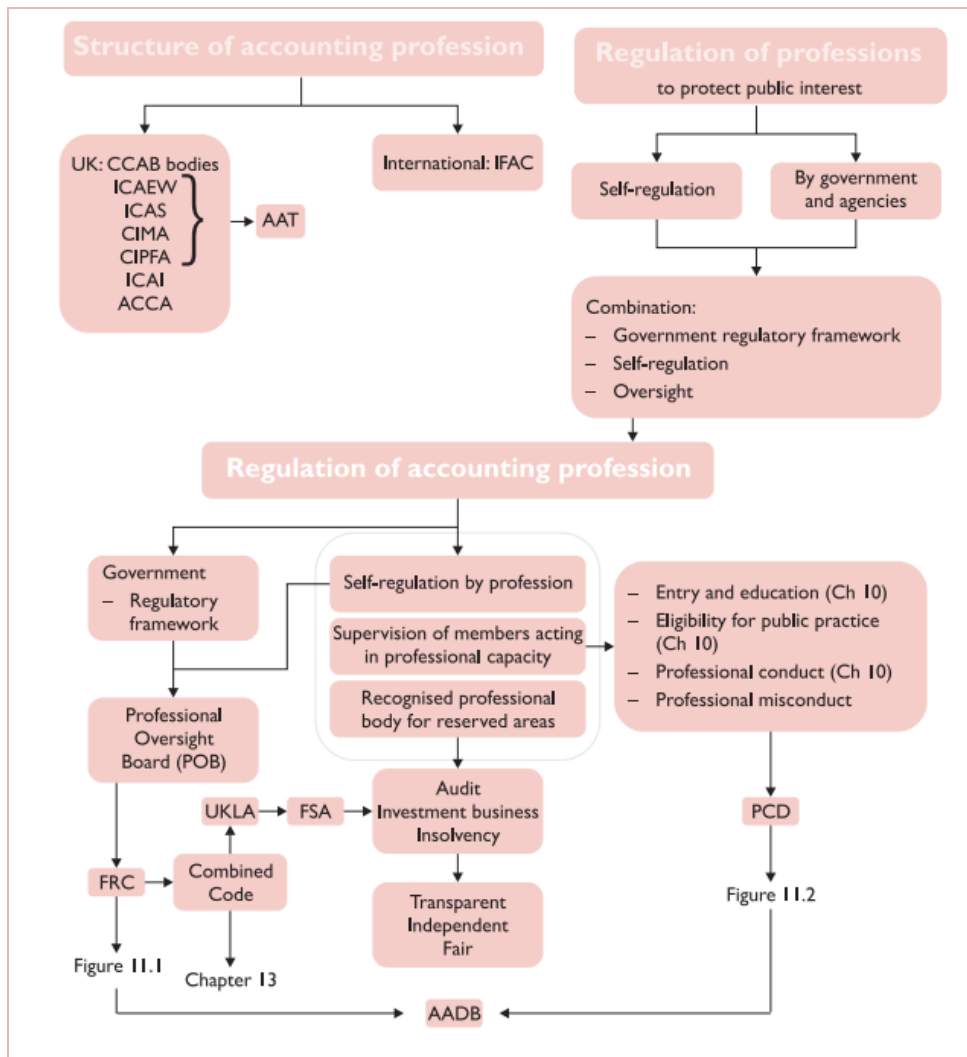 Structure of accounting profession
Regulation of professions
to protect public interest
UK: CCAB bodies
ICAEW
ICAS
CIMA
CIPFA
ICAI
ACCA
AAT
International: IFAC
Self-regulation
By government
and agencies
Combination:
– Government regulatory framework
– Self-regulation
– Oversight
Regulation of accounting profession
Government
– Regulatory
framework
Self-regulation by profession
Supervision of members acting
in professional capacity
Recognised professional
body for reserved areas
– Entry and education (Ch 10)
– Eligibility for public practice
(Ch 10)
– Professional conduct (Ch 10)
– Professional misconduct
Professional
Oversight
Board (POB)
UKLA
FSA
Audit
Investment business
Insolvency
PCD
FRC
Combined
Code
Transparent
Independent
Fair
Figure 11.2
Figure 11.1
Chapter 13
AADB